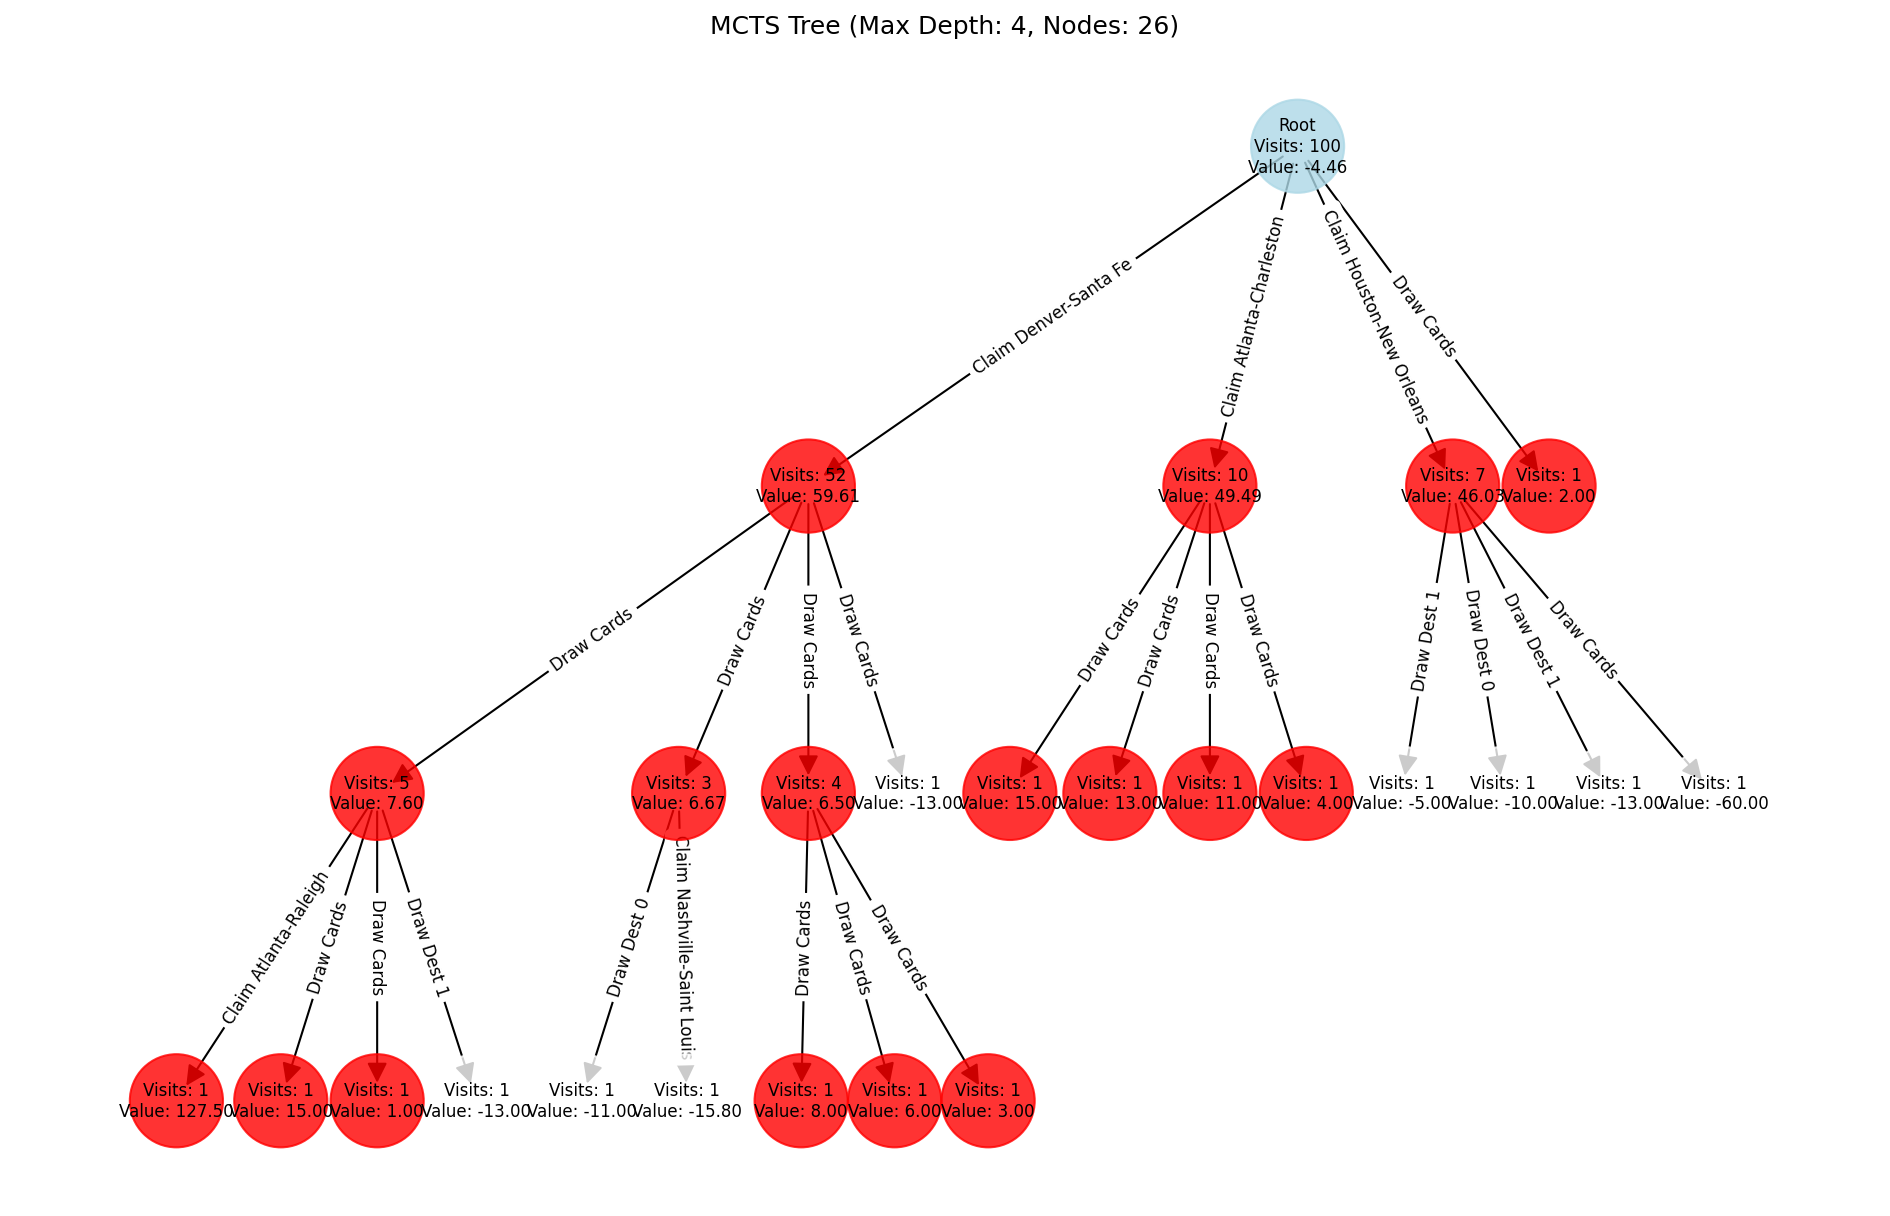 MCTS Tree (Max Depth: 4, Nodes: 26)
Root
Visits: 100
Value: -4.46
Claim Denver-Santa Fe
Claim Atlanta-Charleston
Claim Houston-New Orleans
Draw Cards
Visits: 52
Value: 59.61
Visits: 10
Value: 49.49
Visits: 7
Value: 46.03
Visits: 1
Value: 2.00
Draw Cards
Draw Cards
Draw Cards
Draw Cards
Draw Cards
Draw Cards
Draw Cards
Draw Cards
Draw Dest 1
Draw Dest 0
Draw Dest 1
Draw Cards
Visits: 5
Value: 7.60
Visits: 3
Value: 6.67
Visits: 4
Value: 6.50
Visits: 1
Value: -13.00
Visits: 1
Value: 15.00
Visits: 1
Value: 13.00
Visits: 1
Value: 11.00
Visits: 1
Value: 4.00
Visits: 1
Value: -5.00
Visits: 1
Value: -10.00
Visits: 1
Value: -13.00
Visits: 1
Value: -60.00
Claim Atlanta-Raleigh
Draw Cards
Draw Cards
Draw Dest 1
Draw Dest 0
Claim Nashville-Saint Louis
Draw Cards
Draw Cards
Draw Cards
Visits: 1
Value: 127.50
Visits: 1
Value: 15.00
Visits: 1
Value: 1.00
Visits: 1
Value: -13.00
Visits: 1
Value: -11.00
Visits: 1
Value: -15.80
Visits: 1
Value: 8.00
Visits: 1
Value: 6.00
Visits: 1
Value: 3.00